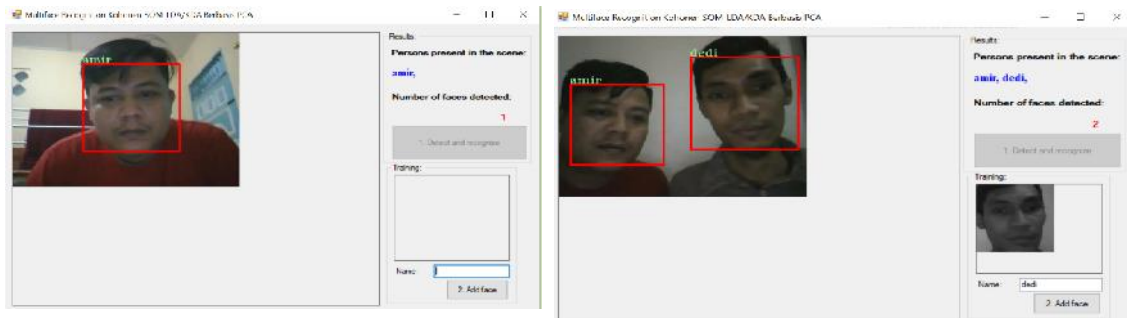 Multiface Recognition Kohonen SOM LDA/KDA Berbasis PCA
amir
Results:
Persons present in the scene:
amir,
Number of faces detected:
1
1. Detect and recognize
Training:
Name:
2. Add face
Multiface Recognition Kohonen SOM LDA/KDA Berbasis PCA
amir
dedi
Results:
Persons present in the scene:
amir, dedi,
Number of faces detected:
2
1. Detect and recognize
Training:
Name: dedi
2. Add face